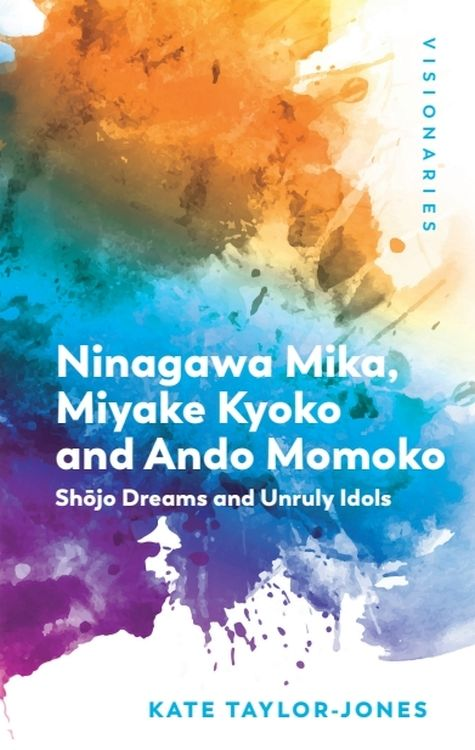 VISIONARIES
Ninagawa Mika,
Miyake Kyoko
and Ando Momoko
Shōjo Dreams and Unruly Idols
KATE TAYLOR-JONES